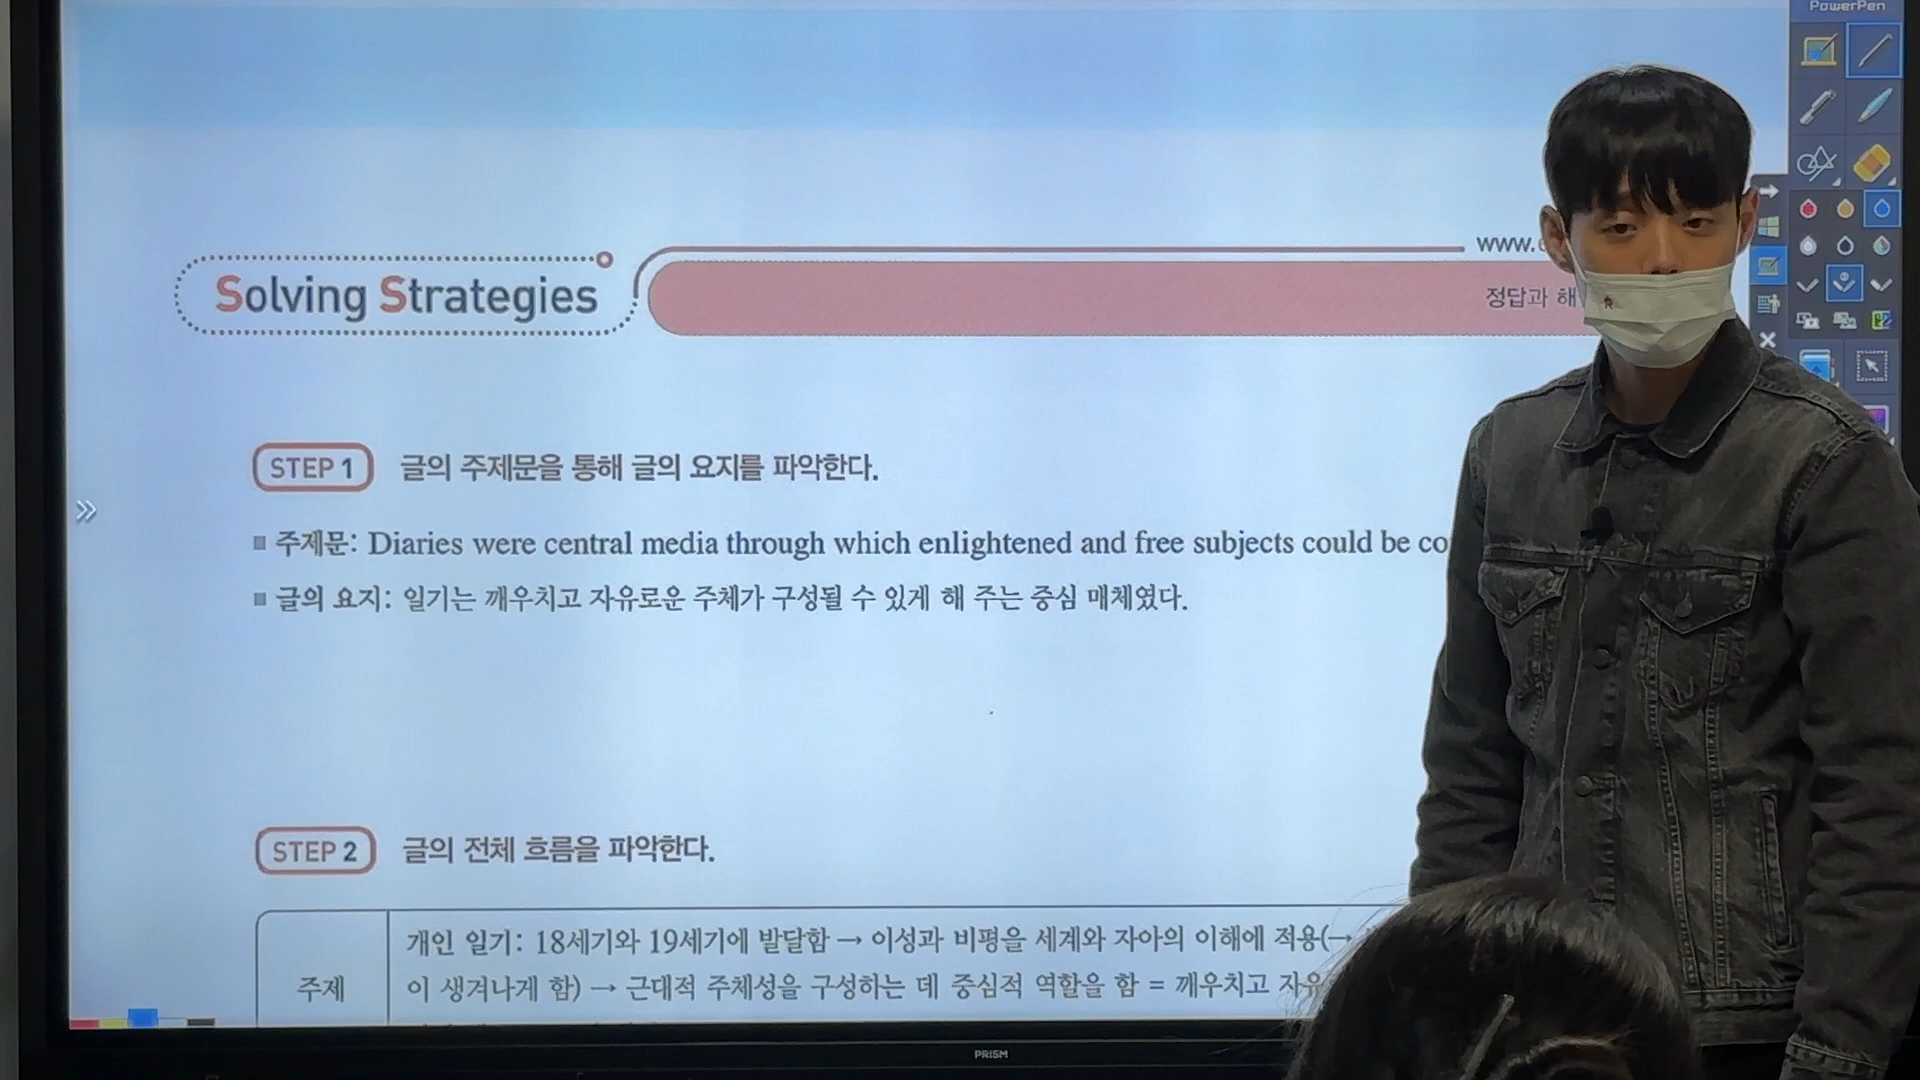 PowerPen
www.e
Solving Strategies
정답과 해
STEP 1 글의 주제문을 통해 글의 요지를 파악한다.
주제문: Diaries were central media through which enlightened and free subjects could be co
글의 요지: 일기는 깨우치고 자유로운 주체가 구성될 수 있게 해 주는 중심 매체였다.
STEP 2 글의 전체 흐름을 파악한다.
개인 일기: 18세기와 19세기에 발달함 → 이성과 비평을 세계와 자아의 이해에 적용(→
주제 이 생겨나게 함) → 근대적 주체성을 구성하는 데 중심적 역할을 함 = 깨우치고 자유
PRISM